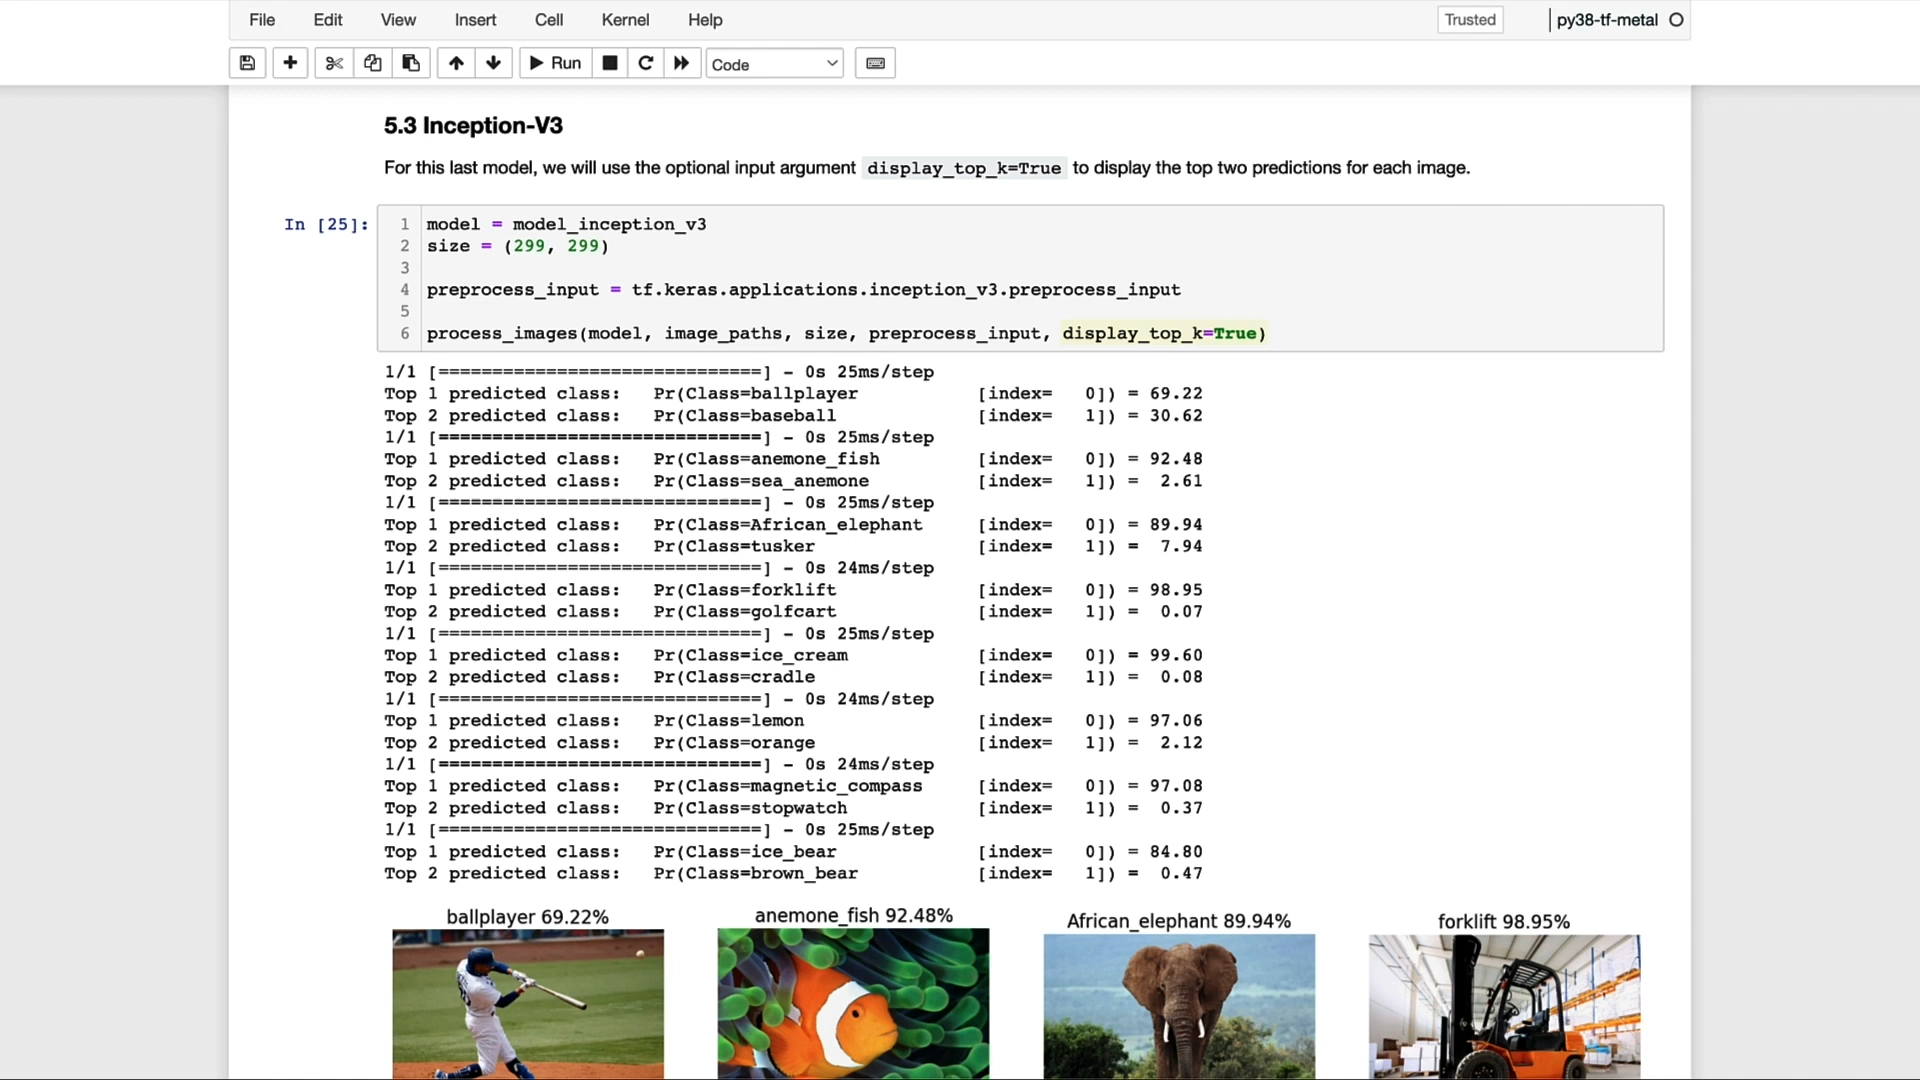 File Edit View Insert Cell Kernel Help Trusted py38-tf-metal
Run Code
5.3 Inception-V3
For this last model, we will use the optional input argument display_top_k=True to display the top two predictions for each image.
In [25]: 1 model = model_inception_v3
2 size = (299, 299)
3
4 preprocess_input = tf.keras.applications.inception_v3.preprocess_input
5
6 process_images(model, image_paths, size, preprocess_input, display_top_k=True)
1/1 [==============================] - 0s 25ms/step
Top 1 predicted class: Pr(Class=ballplayer [index= 0]) = 69.22
Top 2 predicted class: Pr(Class=baseball [index= 1]) = 30.62
1/1 [==============================] - 0s 25ms/step
Top 1 predicted class: Pr(Class=anemone_fish [index= 0]) = 92.48
Top 2 predicted class: Pr(Class=sea_anemone [index= 1]) = 2.61
1/1 [==============================] - 0s 25ms/step
Top 1 predicted class: Pr(Class=African_elephant [index= 0]) = 89.94
Top 2 predicted class: Pr(Class=tusker [index= 1]) = 7.94
1/1 [==============================] - 0s 24ms/step
Top 1 predicted class: Pr(Class=forklift [index= 0]) = 98.95
Top 2 predicted class: Pr(Class=golfcart [index= 1]) = 0.07
1/1 [==============================] - 0s 25ms/step
Top 1 predicted class: Pr(Class=ice_cream [index= 0]) = 99.60
Top 2 predicted class: Pr(Class=cradle [index= 1]) = 0.08
1/1 [==============================] - 0s 24ms/step
Top 1 predicted class: Pr(Class=lemon [index= 0]) = 97.06
Top 2 predicted class: Pr(Class=orange [index= 1]) = 2.12
1/1 [==============================] - 0s 24ms/step
Top 1 predicted class: Pr(Class=magnetic_compass [index= 0]) = 97.08
Top 2 predicted class: Pr(Class=stopwatch [index= 1]) = 0.37
1/1 [==============================] - 0s 25ms/step
Top 1 predicted class: Pr(Class=ice_bear [index= 0]) = 84.80
Top 2 predicted class: Pr(Class=brown_bear [index= 1]) = 0.47
ballplayer 69.22% anemone_fish 92.48% African_elephant 89.94% forklift 98.95%